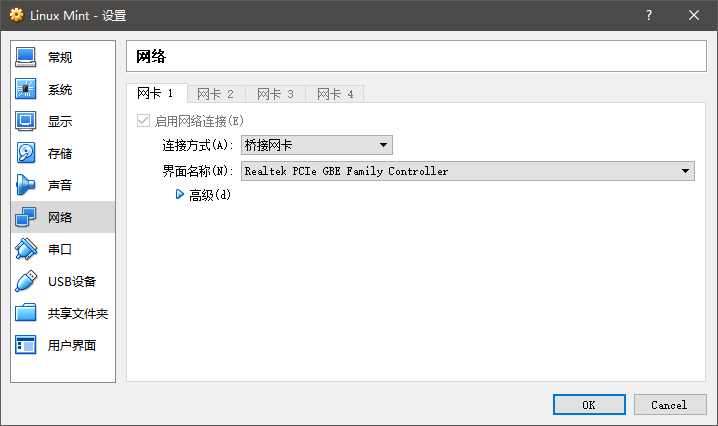 Linux Mint - 设置
常规
系统
显示
存储
声音
网络
串口
USB设备
共享文件夹
用户界面
网络
网卡 1 网卡 2 网卡 3 网卡 4
启用网络连接(E)
连接方式(A): 桥接网卡
界面名称(N): Realtek PCIe GBE Family Controller
高级(d)
OK Cancel